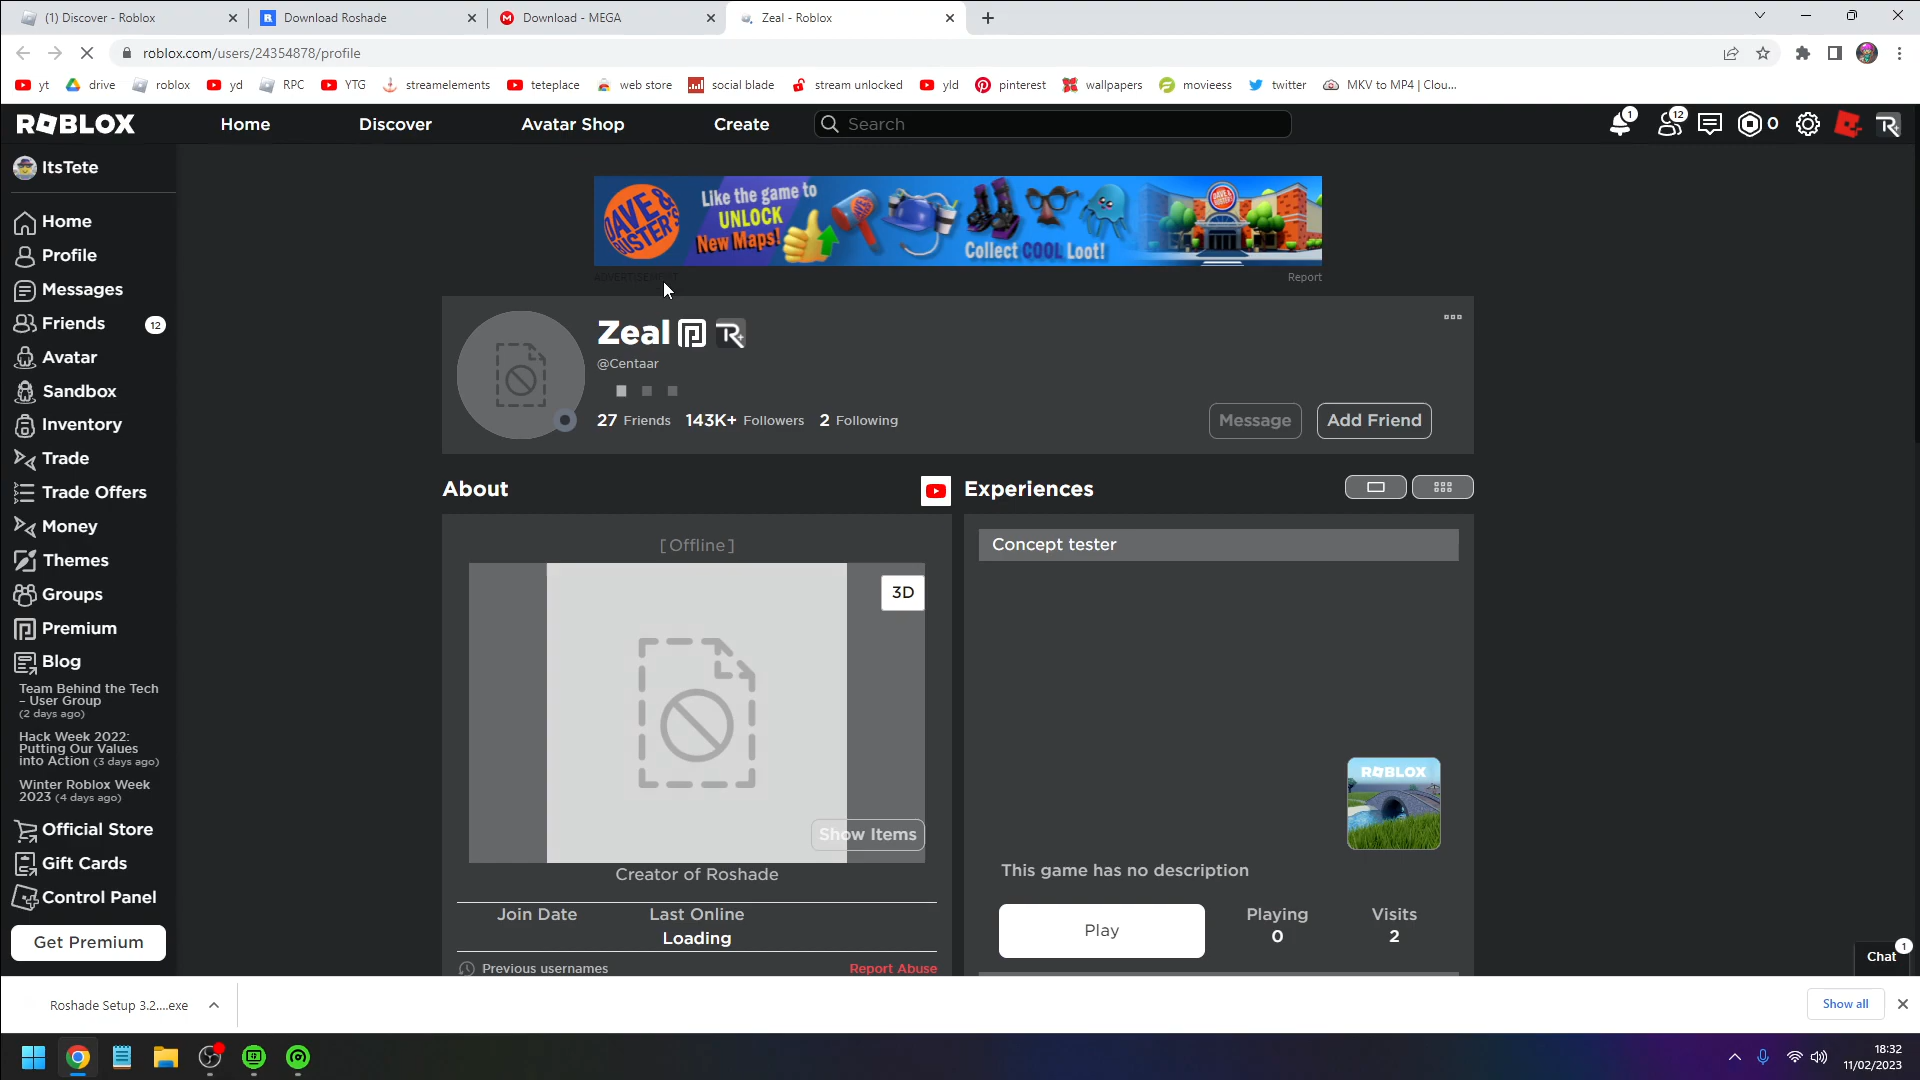 (1) Discover - Roblox
Download Roshade
Download - MEGA
Zeal - Roblox
roblox.com/users/24354878/profile
yt
drive
roblox
yd
RPC
YTG
streamelements
teteplace
web store
social blade
stream unlocked
yld
pinterest
wallpapers
movieess
twitter
MKV to MP4 | Clou...
ROBLOX
Home
Discover
Avatar Shop
Create
Search
1
12
0
ItsTete
Home
Profile
Messages
Friends 12
Avatar
Sandbox
Inventory
Trade
Trade Offers
Money
Themes
Groups
Premium
Blog
Team Behind the Tech
– User Group
(2 days ago)
Hack Week 2022:
Putting Our Values
into Action (3 days ago)
Winter Roblox Week
2023 (4 days ago)
Official Store
Gift Cards
Control Panel
Get Premium
DAVE &
BUSTER'S
Like the game to
UNLOCK
New Maps!
Collect COOL Loot!
ADVERTISEMENT
Report
Zeal
@Centaar
27 Friends 143K+ Followers 2 Following
Message
Add Friend
About
[Offline]
3D
Show Items
Creator of Roshade
Join Date Last Online
Loading
Previous usernames
Report Abuse
Experiences
Concept tester
ROBLOX
This game has no description
Play
Playing
0
Visits
2
Chat 1
Roshade Setup 3.2....exe
Show all
18:32
11/02/2023